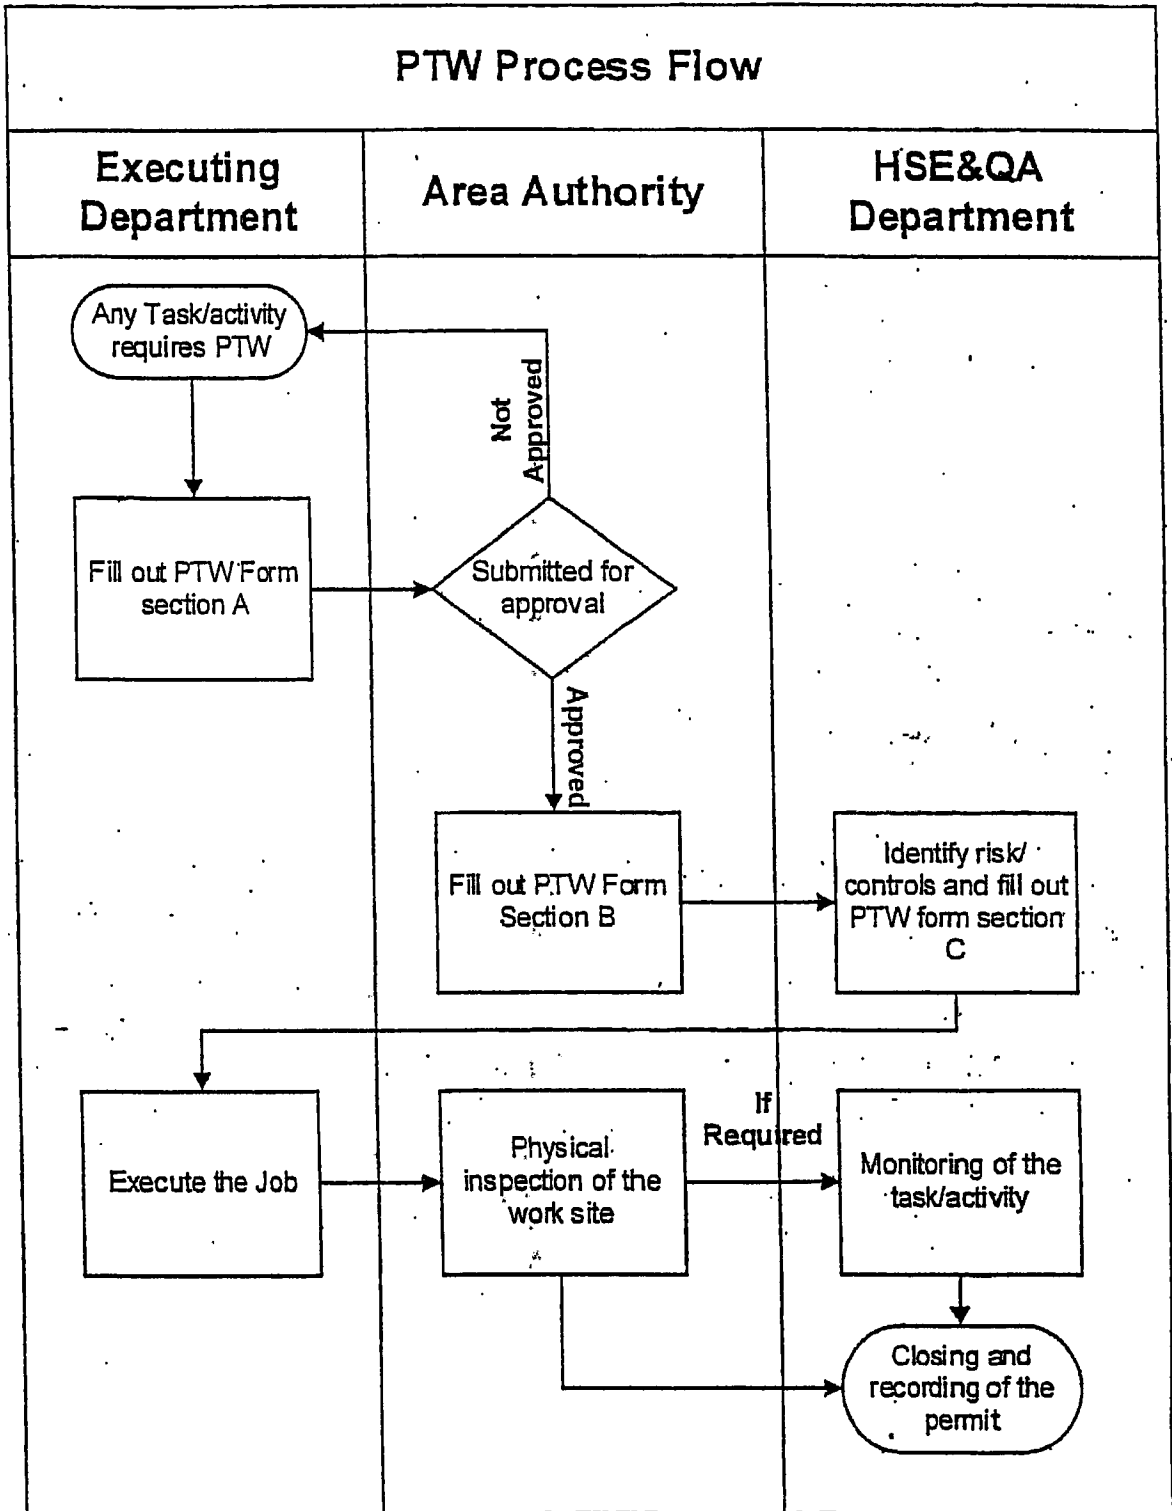 PTW Process Flow
Executing
Department
Area Authority
HSE&QA
Department
Any Task/activity
requires PTW
Not
Approved
Fill out PTW Form
section A
Submitted for
approval
Approved
Fill out PTW Form
Section B
Identify risk/
controls and fill out
PTW form section
C
Execute the Job
Physical
inspection of the
work site
If
Required
Monitoring of the
task/activity
Closing and
recording of the
permit